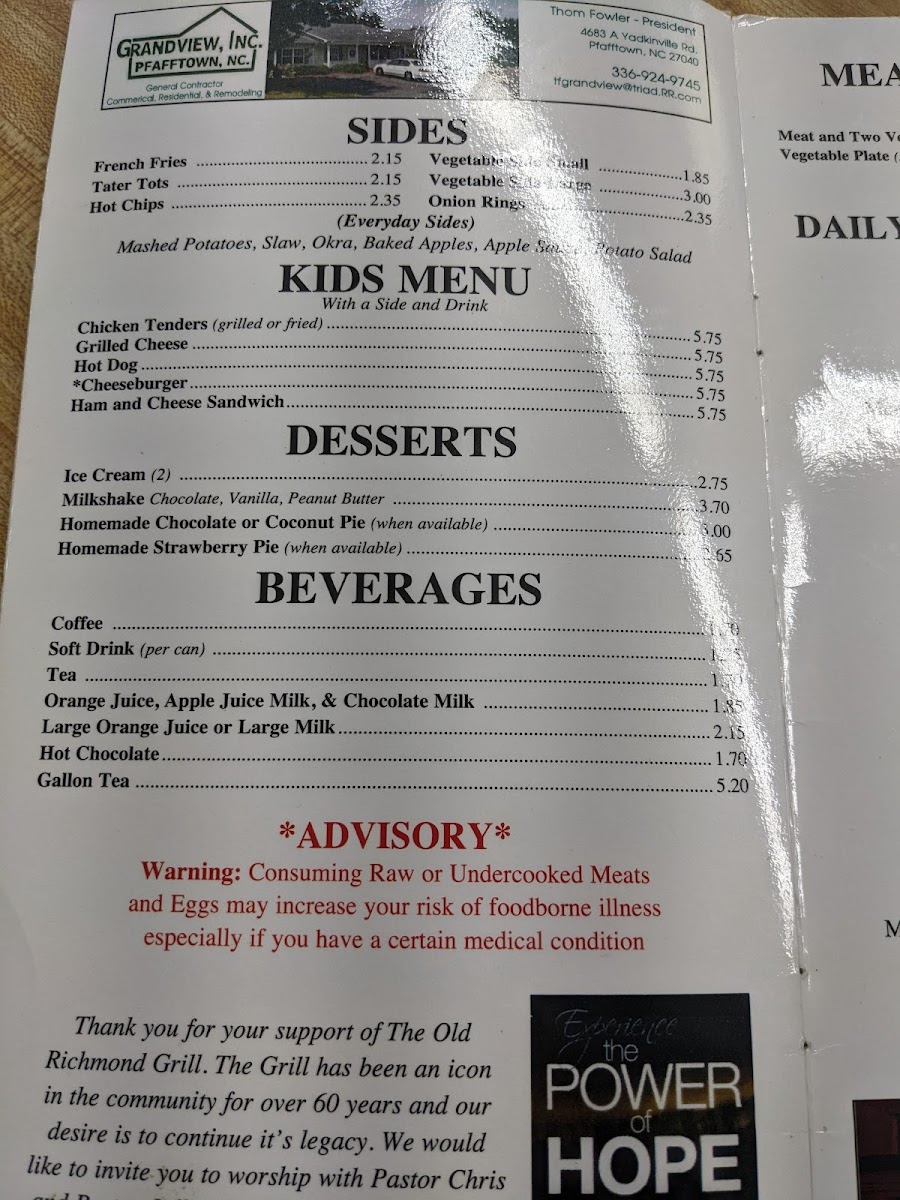 GRANDVIEW, INC.
PFAFFTOWN, NC.
General Contractor
Commerical, Residential, & Remodeling
Thom Fowler - President
4683 A Yadkinville Rd.
Pfafftown, NC 27040
336-924-9745
tfgrandview@triad.RR.com
SIDES
French Fries 2.15 Vegetable Side Small 1.85
Tater Tots 2.15 Vegetable Side Large 3.00
Hot Chips 2.35 Onion Rings 2.35
(Everyday Sides)
Mashed Potatoes, Slaw, Okra, Baked Apples, Apple Sauce, Potato Salad
KIDS MENU
With a Side and Drink
Chicken Tenders (grilled or fried) 5.75
Grilled Cheese 5.75
Hot Dog 5.75
*Cheeseburger 5.75
Ham and Cheese Sandwich 5.75
DESSERTS
Ice Cream (2) 2.75
Milkshake Chocolate, Vanilla, Peanut Butter 3.70
Homemade Chocolate or Coconut Pie (when available)
Homemade Strawberry Pie (when available)
BEVERAGES
Coffee
Soft Drink (per can)
Tea
Orange Juice, Apple Juice Milk, & Chocolate Milk 1.85
Large Orange Juice or Large Milk 2.15
Hot Chocolate 1.70
Gallon Tea 5.20
*ADVISORY*
Warning: Consuming Raw or Undercooked Meats
and Eggs may increase your risk of foodborne illness
especially if you have a certain medical condition
Thank you for your support of The Old
Richmond Grill. The Grill has been an icon
in the community for over 60 years and our
desire is to continue it's legacy. We would
like to invite you to worship with Pastor Chris
Experience
the
POWER
of
HOPE
MEA
Meat and Two Ve
Vegetable Plate (
DAILY
M